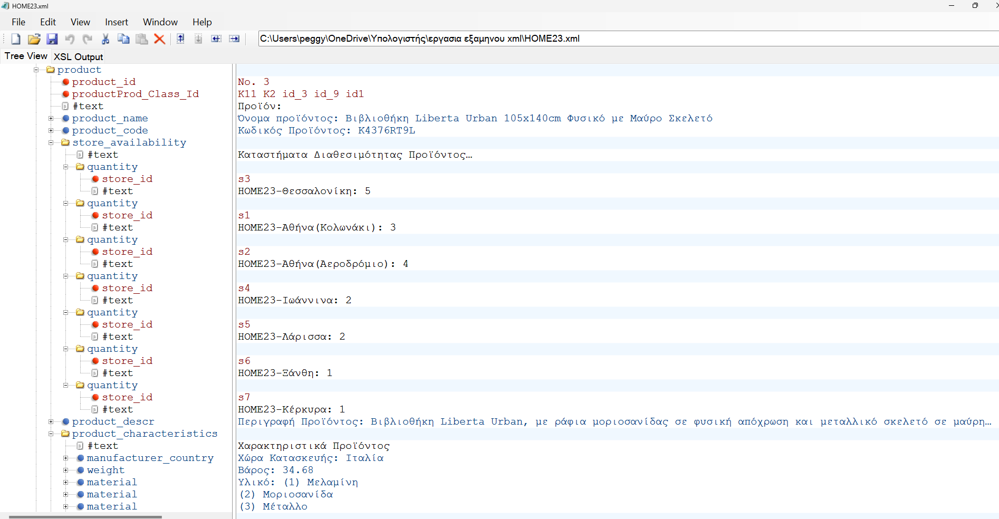 HOME23.xml
File Edit View Insert Window Help
C:\Users\peggy\OneDrive\Υπολογιστής\εργασια εξαμηνου xml\HOME23.xml
Tree View XSL Output
product
product_id No. 3
productProd_Class_Id K11 K2 id_3 id_9 id1
#text Προϊόν:
product_name Όνομα προϊόντος: Βιβλιοθήκη Liberta Urban 105x140cm Φυσικό με Μαύρο Σκελετό
product_code Κωδικός Προϊόντος: K4376RT9L
store_availability
#text Καταστήματα Διαθεσιμότητας Προϊόντος…
quantity
store_id s3
#text HOME23-Θεσσαλονίκη: 5
quantity
store_id s1
#text HOME23-Αθήνα(Κολωνάκι): 3
quantity
store_id s2
#text HOME23-Αθήνα(Αεροδρόμιο): 4
quantity
store_id s4
#text HOME23-Ιωάννινα: 2
quantity
store_id s5
#text HOME23-Λάρισσα: 2
quantity
store_id s6
#text HOME23-Ξάνθη: 1
quantity
store_id s7
#text HOME23-Κέρκυρα: 1
product_descr Περιγραφή Προϊόντος: Βιβλιοθήκη Liberta Urban, με ράφια μοριοσανίδας σε φυσική απόχρωση και μεταλλικό σκελετό σε μαύρη…
product_characteristics
#text Χαρακτηριστικά Προϊόντος
manufacturer_country Χώρα Κατασκευής: Ιταλία
weight Βάρος: 34.68
material Υλικό: (1) Μελαμίνη
material (2) Μοριοσανίδα
material (3) Μέταλλο